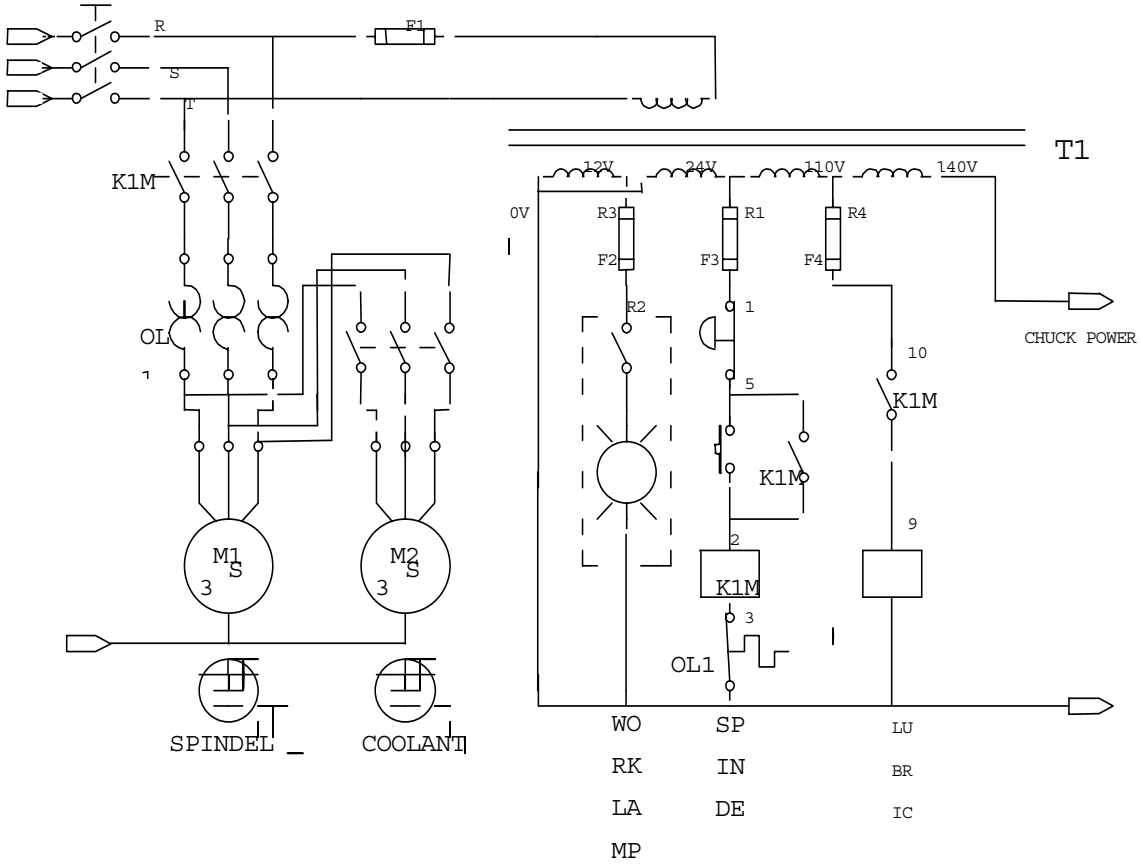 R
F1
S
T
T1
K1M
12V
24V
110V
140V
0V
R3
R1
R4
F2
F3
F4
R2
1
OL
CHUCK POWER
10
5
K1M
K1M
9
2
M1
S
3
M2
S
3
K1M
3
OL1
SPINDEL
COOLANT
WO
RK
LA
MP
SP
IN
DE
LU
BR
IC